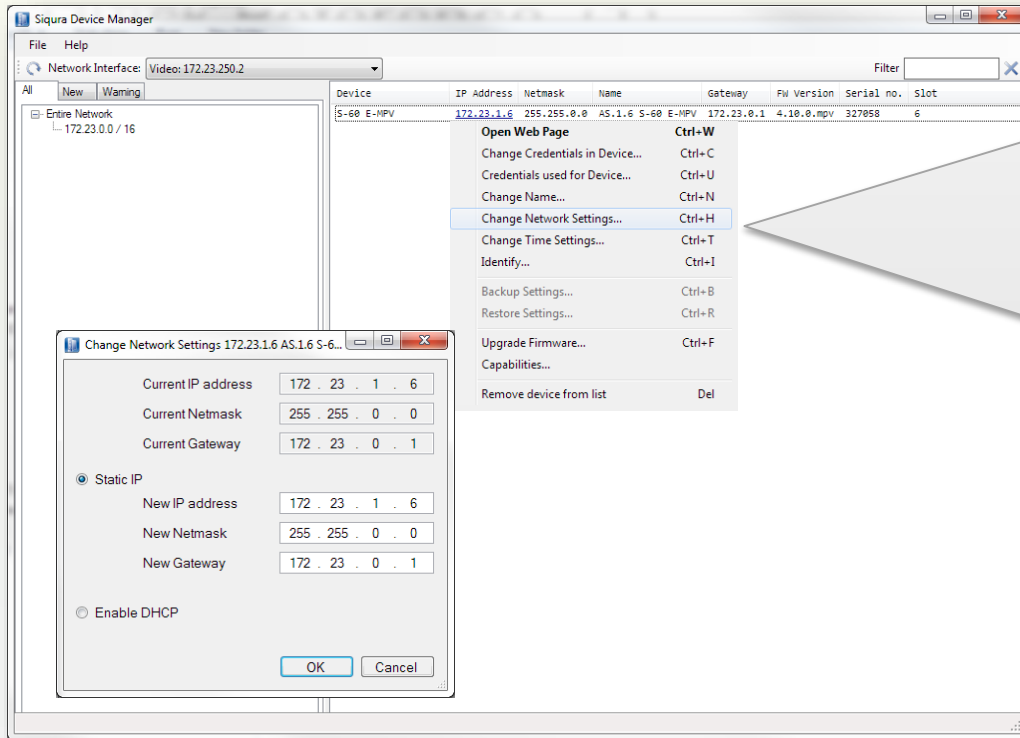 Siqura Device Manager
File Help
Network Interface: Video: 172.23.250.2 Filter
All New Warning
Entire Network
172.23.0.0 / 16
Device IP Address Netmask Name Gateway FW Version Serial no. Slot
S-60 E-MPV 172.23.1.6 255.255.0.0 AS.1.6 S-60 E-MPV 172.23.0.1 4.10.0.mpv 327058 6
Open Web Page Ctrl+W
Change Credentials in Device... Ctrl+C
Credentials used for Device... Ctrl+U
Change Name... Ctrl+N
Change Network Settings... Ctrl+H
Change Time Settings... Ctrl+T
Identify... Ctrl+I
Backup Settings... Ctrl+B
Restore Settings... Ctrl+R
Upgrade Firmware... Ctrl+F
Capabilities...
Remove device from list Del
Change Network Settings 172.23.1.6 AS.1.6 S-6...
Current IP address 172 . 23 . 1 . 6
Current Netmask 255 . 255 . 0 . 0
Current Gateway 172 . 23 . 0 . 1
Static IP
New IP address 172 . 23 . 1 . 6
New Netmask 255 . 255 . 0 . 0
New Gateway 172 . 23 . 0 . 1
Enable DHCP
OK Cancel